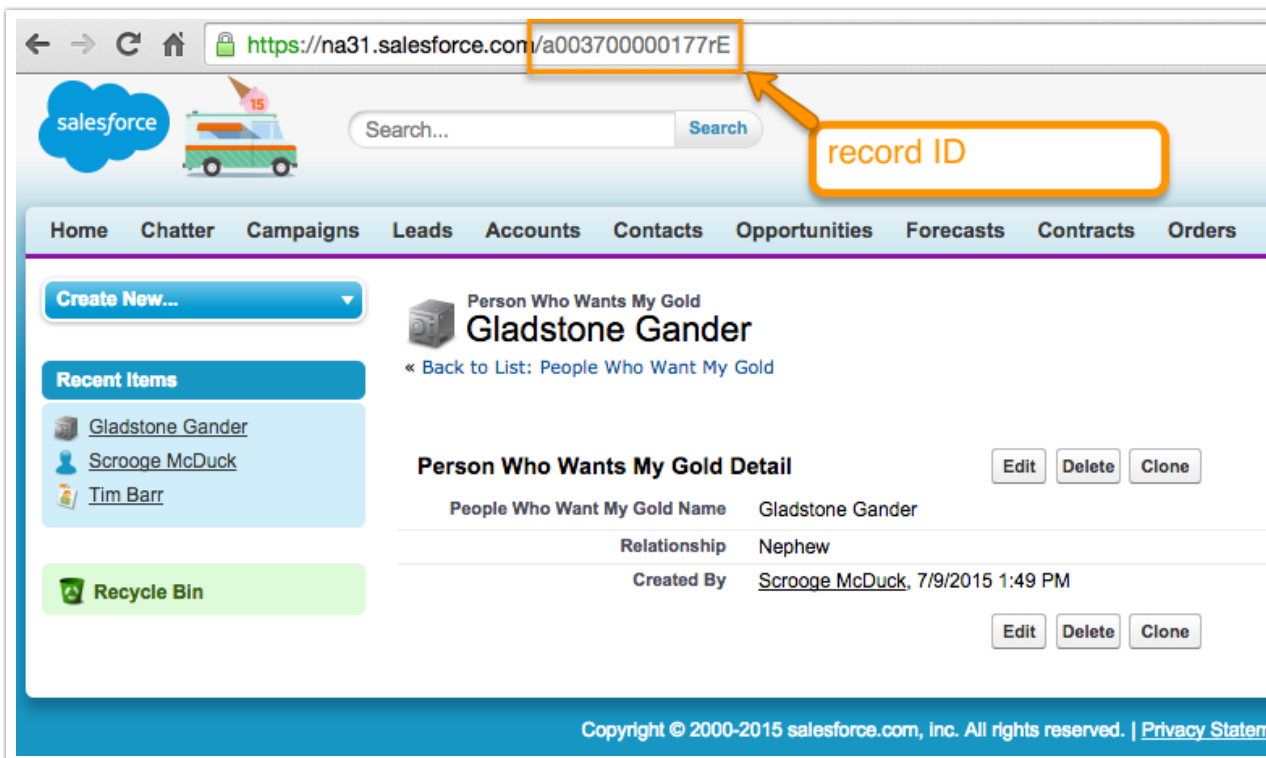 https://na31.salesforce.com/a003700000177rE
salesforce
15
Search...
Search
record ID
Home Chatter Campaigns Leads Accounts Contacts Opportunities Forecasts Contracts Orders
Create New...
Person Who Wants My Gold
Gladstone Gander
« Back to List: People Who Want My Gold
Recent Items
Gladstone Gander
Scrooge McDuck
Tim Barr
Recycle Bin
Person Who Wants My Gold Detail
Edit Delete Clone
People Who Want My Gold Name Gladstone Gander
Relationship Nephew
Created By Scrooge McDuck, 7/9/2015 1:49 PM
Edit Delete Clone
Copyright © 2000-2015 salesforce.com, inc. All rights reserved. | Privacy Statem